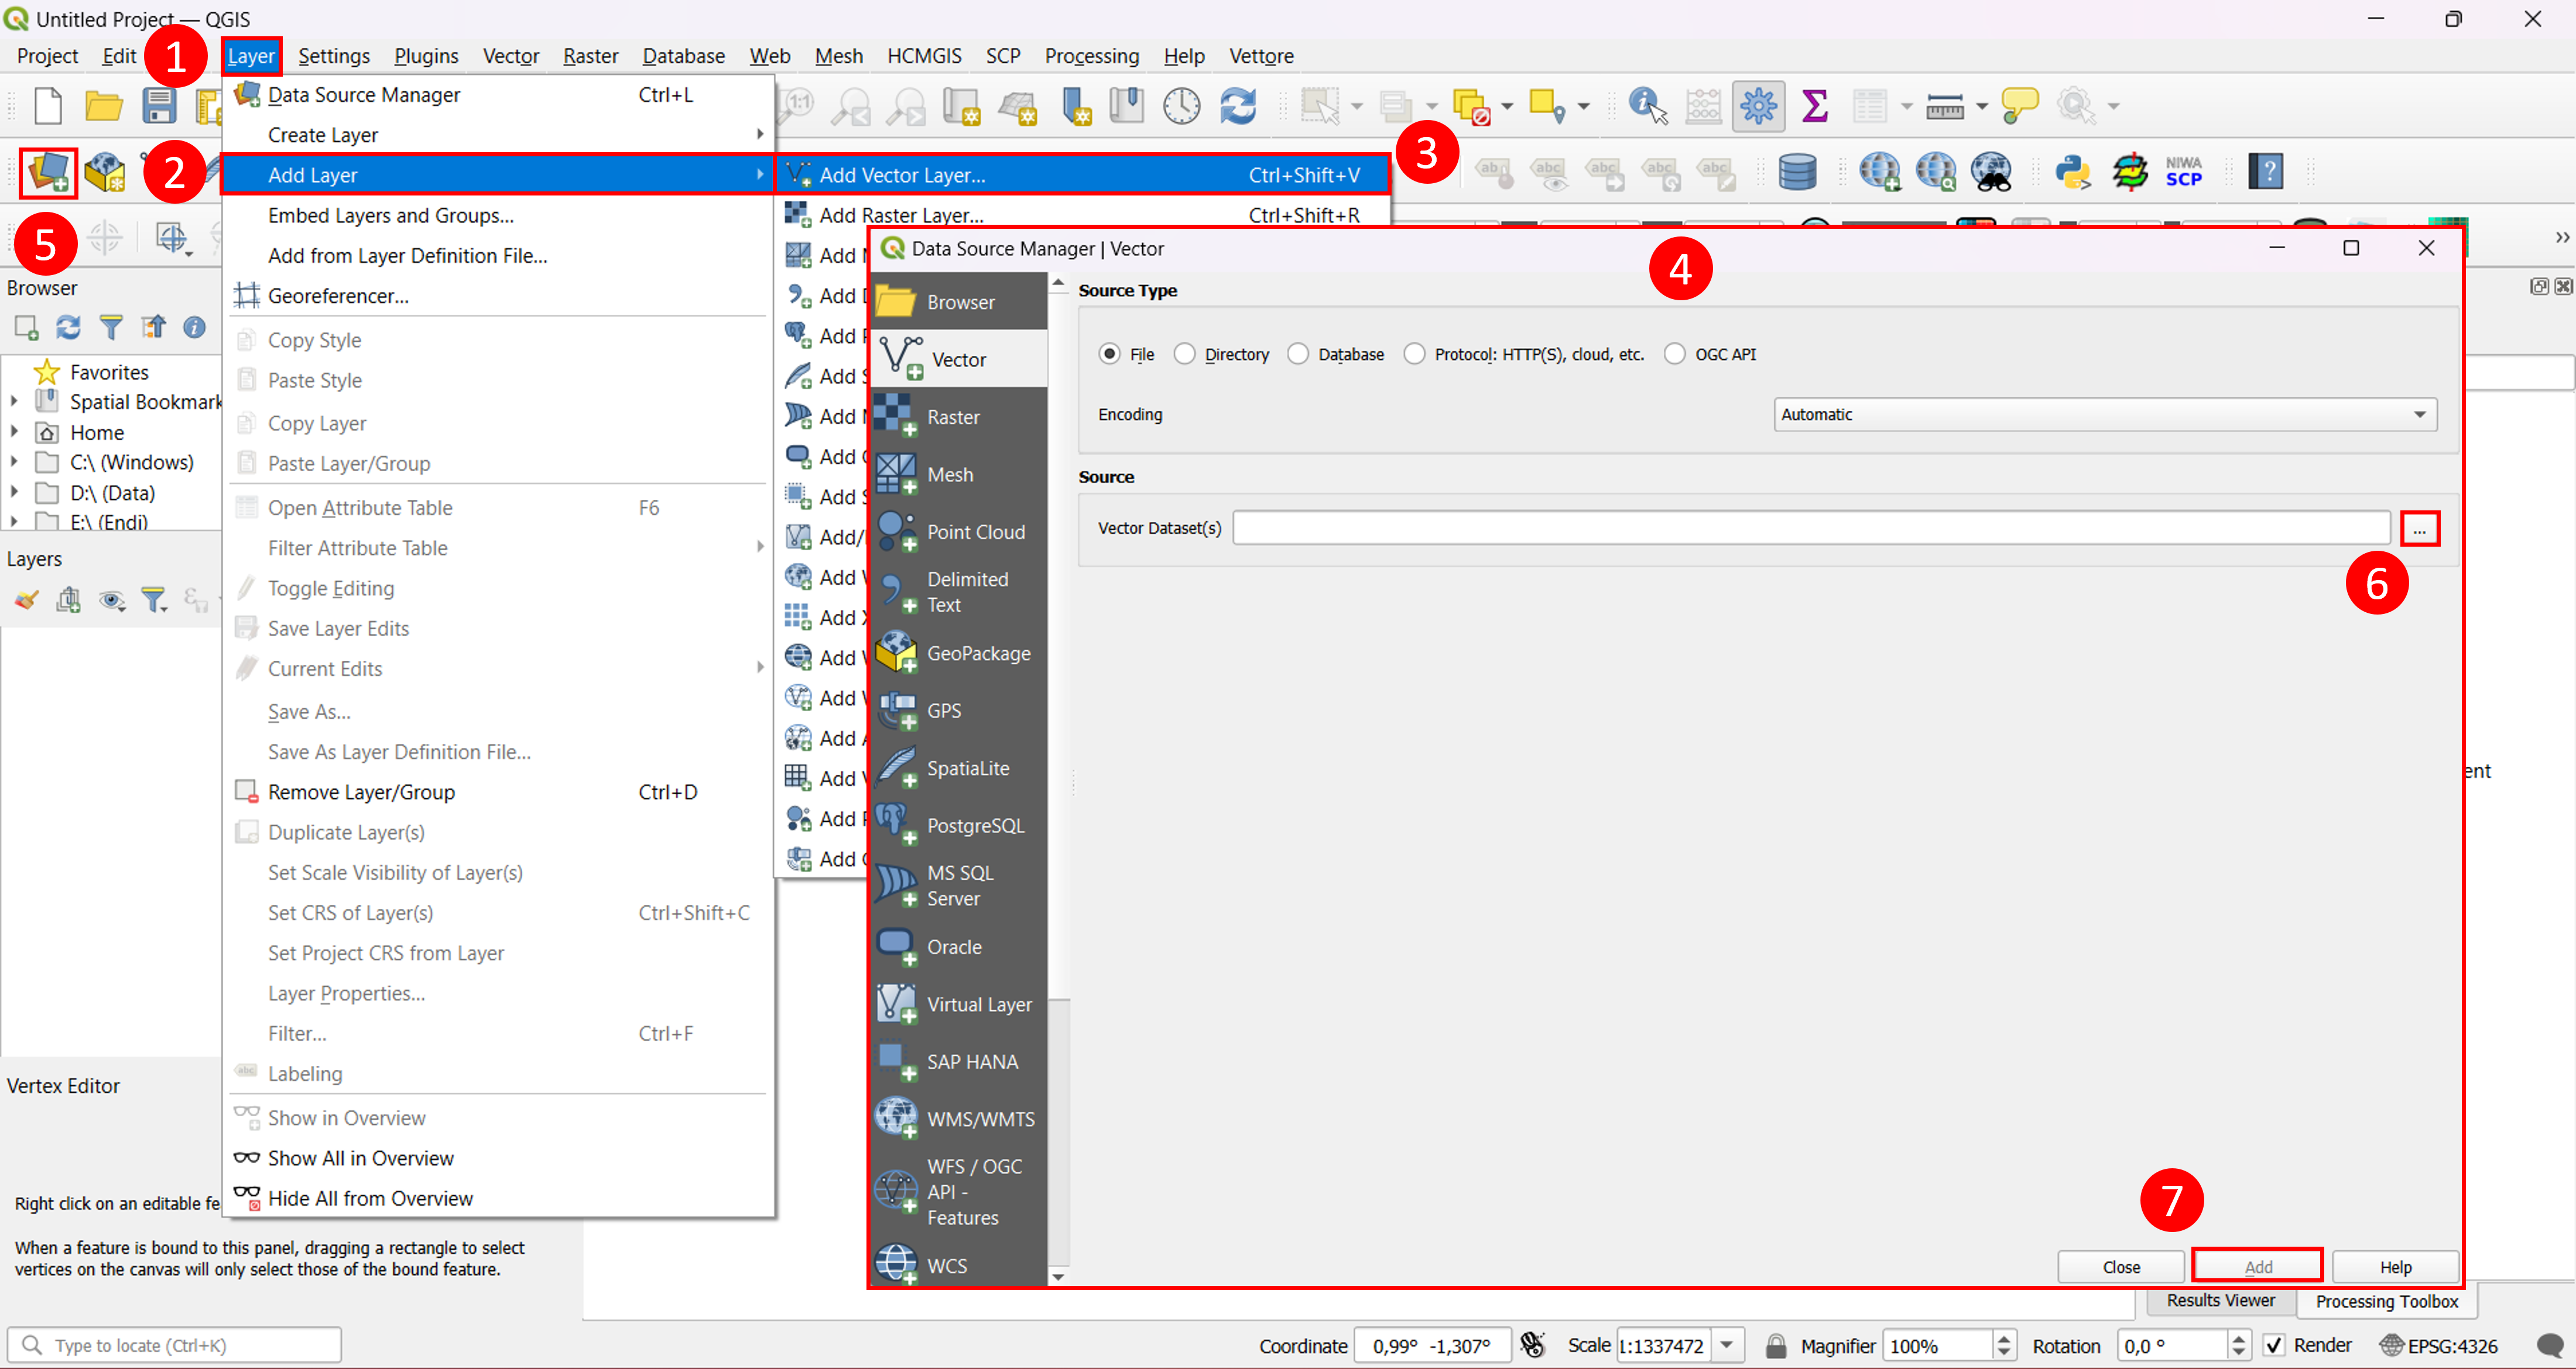 Untitled Project — QGIS
Project Edit 1 Layer Settings Plugins Vector Raster Database Web Mesh HCMGIS SCP Processing Help Vettore
Data Source Manager Ctrl+L
1:1
Create Layer
3
2
Add Layer
Add Vector Layer... Ctrl+Shift+V
abc
abc
abc
abc
NIWA
SCP
?
Embed Layers and Groups...
Add Raster Layer... Ctrl+Shift+R
5
Add from Layer Definition File...
Georeferencer...
Browser
Favorites
Spatial Bookmark
Home
C:\ (Windows)
D:\ (Data)
E:\ (Endi)
Layers
Copy Style
Paste Style
Copy Layer
Paste Layer/Group
Open Attribute Table F6
Filter Attribute Table
Toggle Editing
Save Layer Edits
Current Edits
Save As...
Save As Layer Definition File...
Remove Layer/Group Ctrl+D
Duplicate Layer(s)
Set Scale Visibility of Layer(s)
Set CRS of Layer(s) Ctrl+Shift+C
Set Project CRS from Layer
Layer Properties...
Filter... Ctrl+F
abc Labeling
Show in Overview
Show All in Overview
Hide All from Overview
Add
Add
Add
Add
Add
Add
Add
Add/
Add
Add
Add
Add
Add
Add
Add
Add
Data Source Manager | Vector
4
Browser
Vector
Raster
Mesh
Point Cloud
Delimited
Text
GeoPackage
GPS
SpatiaLite
PostgreSQL
MS SQL
Server
Oracle
Virtual Layer
SAP HANA
WMS/WMTS
WFS / OGC
API -
Features
WCS
Source Type
File Directory Database Protocol: HTTP(S), cloud, etc. OGC API
Encoding Automatic
Source
Vector Dataset(s) ...
6
7
Close Add Help
ent
Vertex Editor
Right click on an editable fe
When a feature is bound to this panel, dragging a rectangle to select
vertices on the canvas will only select those of the bound feature.
Results Viewer Processing Toolbox
Type to locate (Ctrl+K) Coordinate 0,99° -1,307° Scale 1:1337472 Magnifier 100% Rotation 0,0 ° Render EPSG:4326